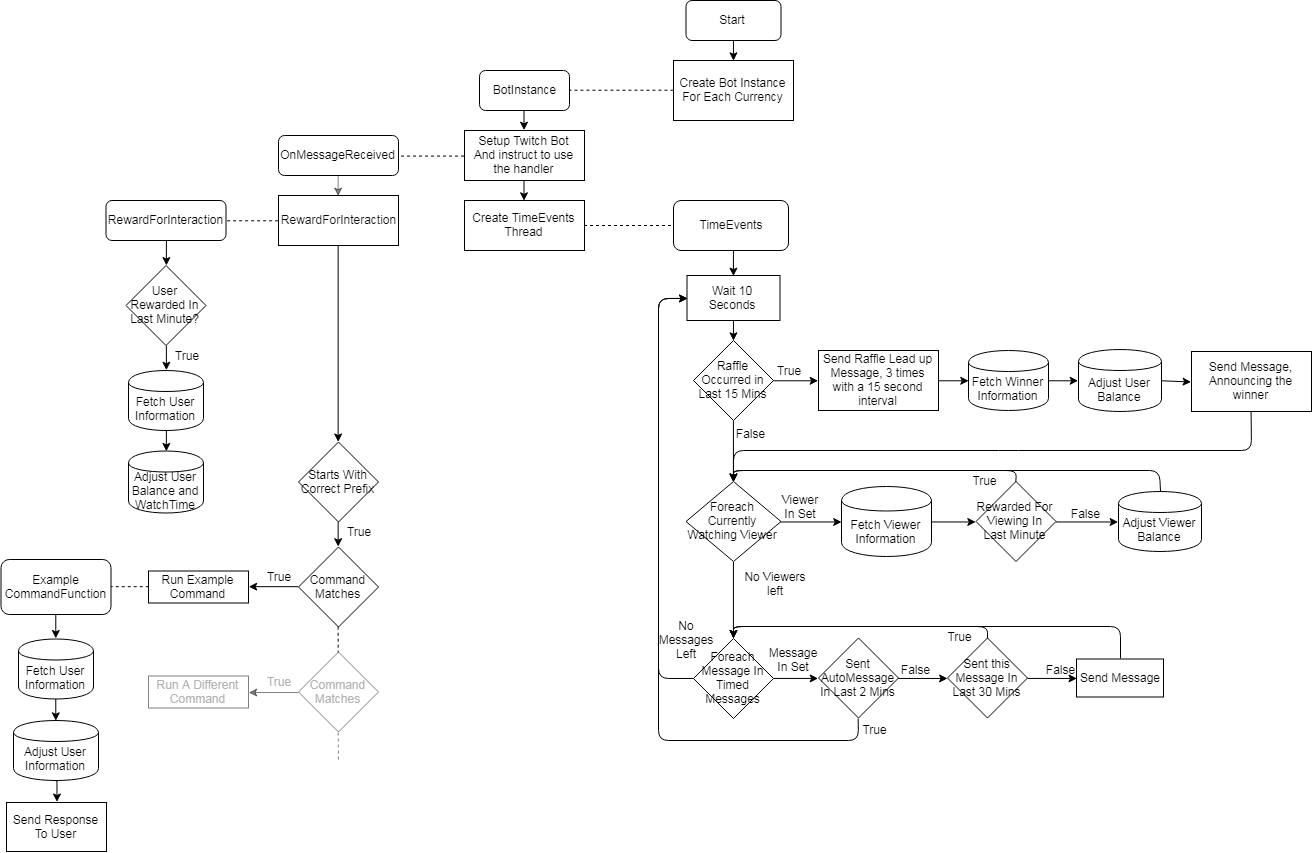 Start
Create Bot Instance
For Each Currency
BotInstance
Setup Twitch Bot
And instruct to use
the handler
OnMessageReceived
RewardForInteraction
RewardForInteraction
Create TimeEvents
Thread
TimeEvents
User
Rewarded In
Last Minute?
True
Fetch User
Information
Adjust User
Balance and
WatchTime
Starts With
Correct Prefix
True
Command
Matches
True
Run Example
Command
Example
CommandFunction
Fetch User
Information
Adjust User
Information
Send Response
To User
Command
Matches
True
Run A Different
Command
Wait 10
Seconds
Raffle
Occurred in
Last 15 Mins
True
Send Raffle Lead up
Message, 3 times
with a 15 second
interval
Fetch Winner
Information
Adjust User
Balance
Send Message,
Announcing the
winner
False
Foreach
Currently
Watching Viewer
Viewer
In Set
Fetch Viewer
Information
True
Rewarded For
Viewing In
Last Minute
False
Adjust Viewer
Balance
No Viewers
left
No
Messages
Left
Foreach
Message In
Timed
Messages
Message
In Set
Sent
AutoMessage
In Last 2 Mins
False
True
True
Sent this
Message In
Last 30 Mins
False
Send Message